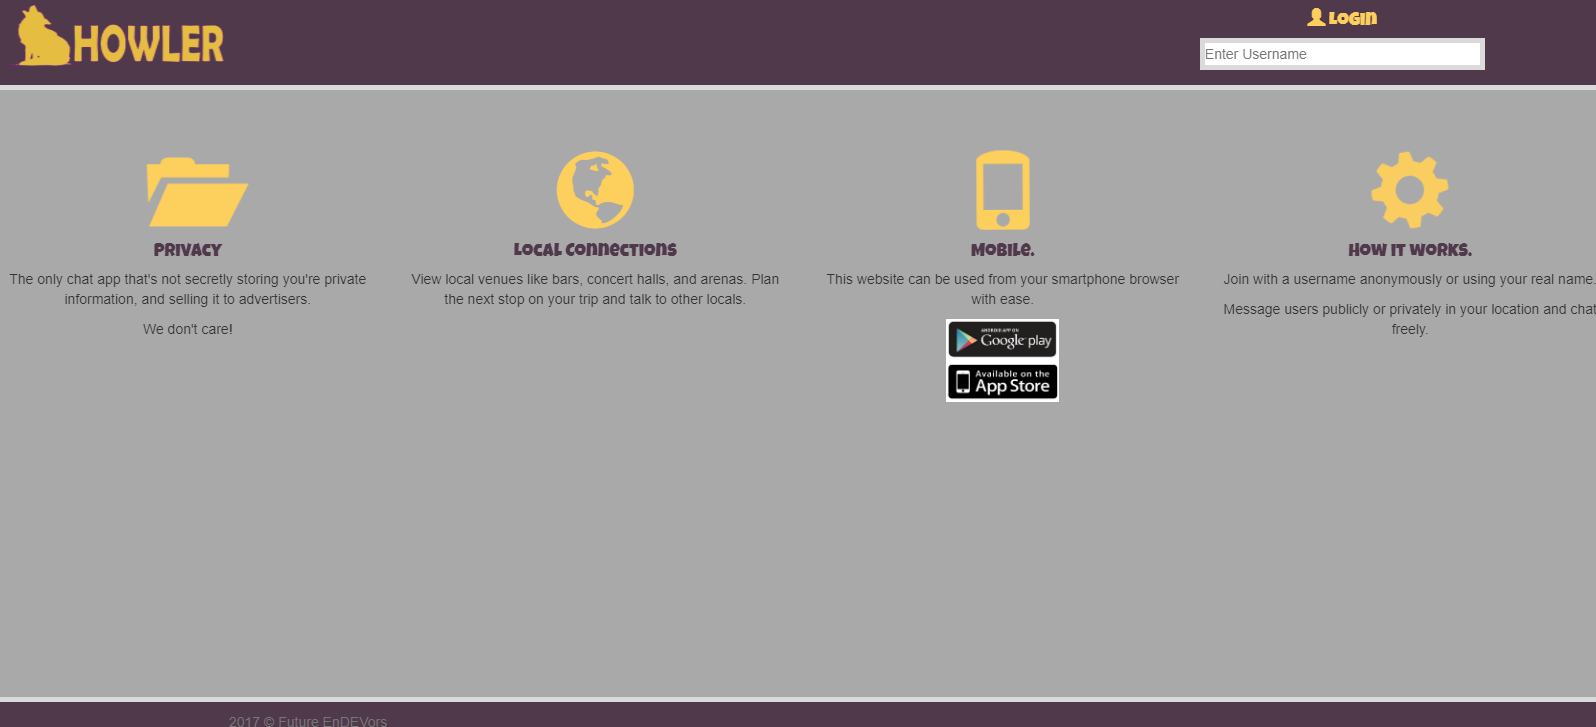 HOWLER
Login
Enter Username
Privacy
The only chat app that's not secretly storing you're private
information, and selling it to advertisers.
We don't care!
Local Connections
View local venues like bars, concert halls, and arenas. Plan
the next stop on your trip and talk to other locals.
Mobile.
This website can be used from your smartphone browser
with ease.
ANDROID APP ON
Google play
Available on the
App Store
How it works.
Join with a username anonymously or using your real name.
Message users publicly or privately in your location and chat
freely.
2017 © Future EnDEVors